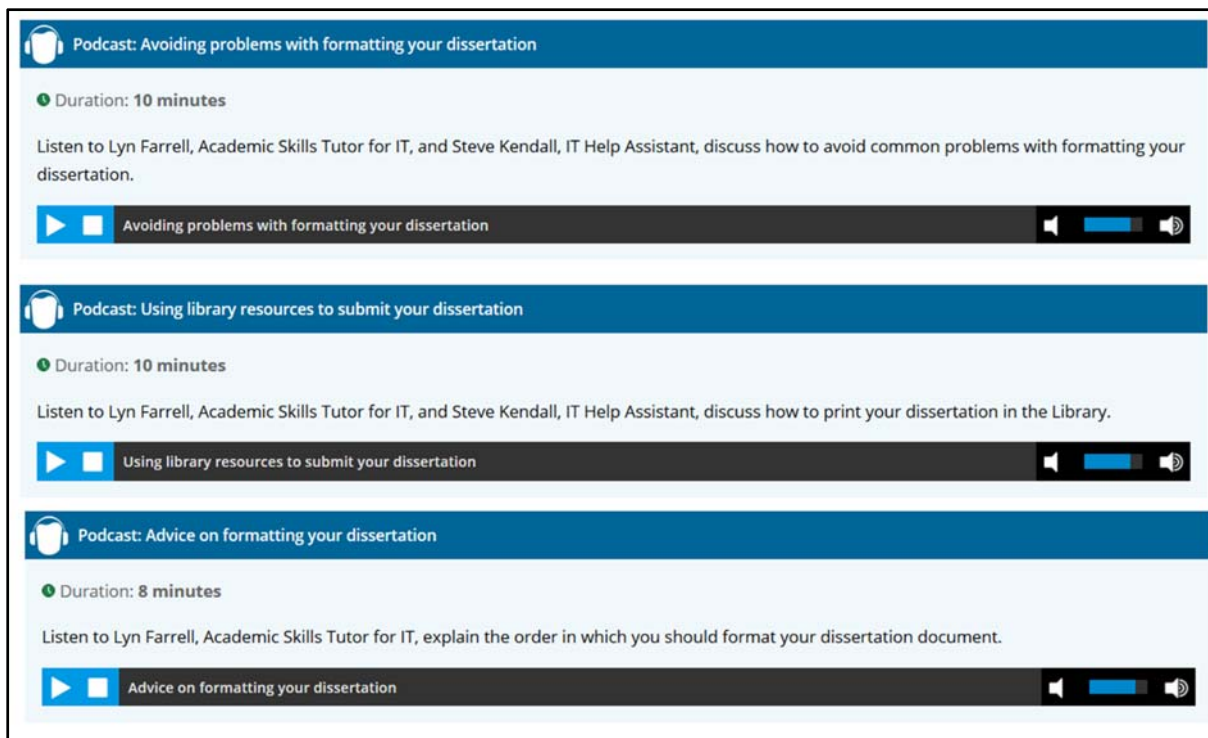 Podcast: Avoiding problems with formatting your dissertation
Duration: 10 minutes
Listen to Lyn Farrell, Academic Skills Tutor for IT, and Steve Kendall, IT Help Assistant, discuss how to avoid common problems with formatting your
dissertation.
Avoiding problems with formatting your dissertation
Podcast: Using library resources to submit your dissertation
Duration: 10 minutes
Listen to Lyn Farrell, Academic Skills Tutor for IT, and Steve Kendall, IT Help Assistant, discuss how to print your dissertation in the Library.
Using library resources to submit your dissertation
Podcast: Advice on formatting your dissertation
Duration: 8 minutes
Listen to Lyn Farrell, Academic Skills Tutor for IT, explain the order in which you should format your dissertation document.
Advice on formatting your dissertation